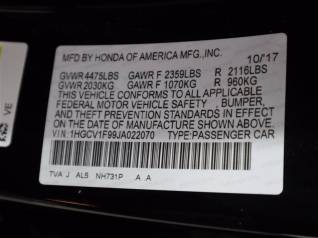 MFD BY HONDA OF AMERICA MFG.,INC. 10/17
GVWR 4475LBS GAWR F 2359LBS R 2116LBS
GVWR 2030KG GAWR F 1070KG R 960KG
THIS VEHICLE CONFORMS TO ALL APPLICABLE
FEDERAL MOTOR VEHICLE SAFETY, BUMPER,
AND THEFT PREVENTION STANDARDS IN
EFFECT ON THE DATE OF MANUFACTURE
SHOWN ABOVE.
VIN:1HGCV1F99JA022070 TYPE:PASSENGER CAR
TVA J AL5 NH731P A A
VE